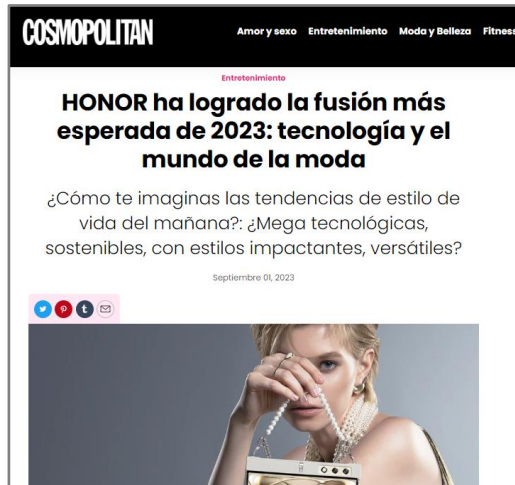 COSMOPOLITAN
Amor y sexo Entretenimiento Moda y Belleza Fitness
Entretenimiento
HONOR ha logrado la fusión más
esperada de 2023: tecnología y el
mundo de la moda
¿Cómo te imaginas las tendencias de estilo de
vida del mañana?: ¿Mega tecnológicas,
sostenibles, con estilos impactantes, versátiles?
Septiembre 01, 2023